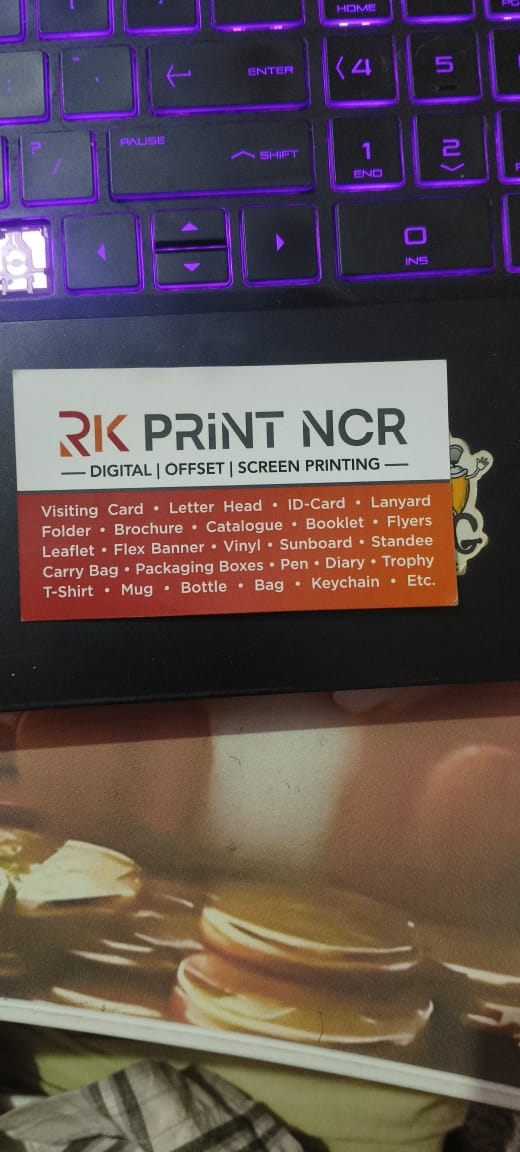 HOME
ENTER
4
5
PAUSE
SHIFT
1
END
2
?
/
0
INS
RK PRiNT NCR
DIGITAL | OFFSET | SCREEN PRINTING
Visiting Card • Letter Head • ID-Card • Lanyard
Folder • Brochure • Catalogue • Booklet • Flyers
Leaflet • Flex Banner • Vinyl • Sunboard • Standee
Carry Bag • Packaging Boxes • Pen • Diary • Trophy
T-Shirt • Mug • Bottle • Bag • Keychain • Etc.
G